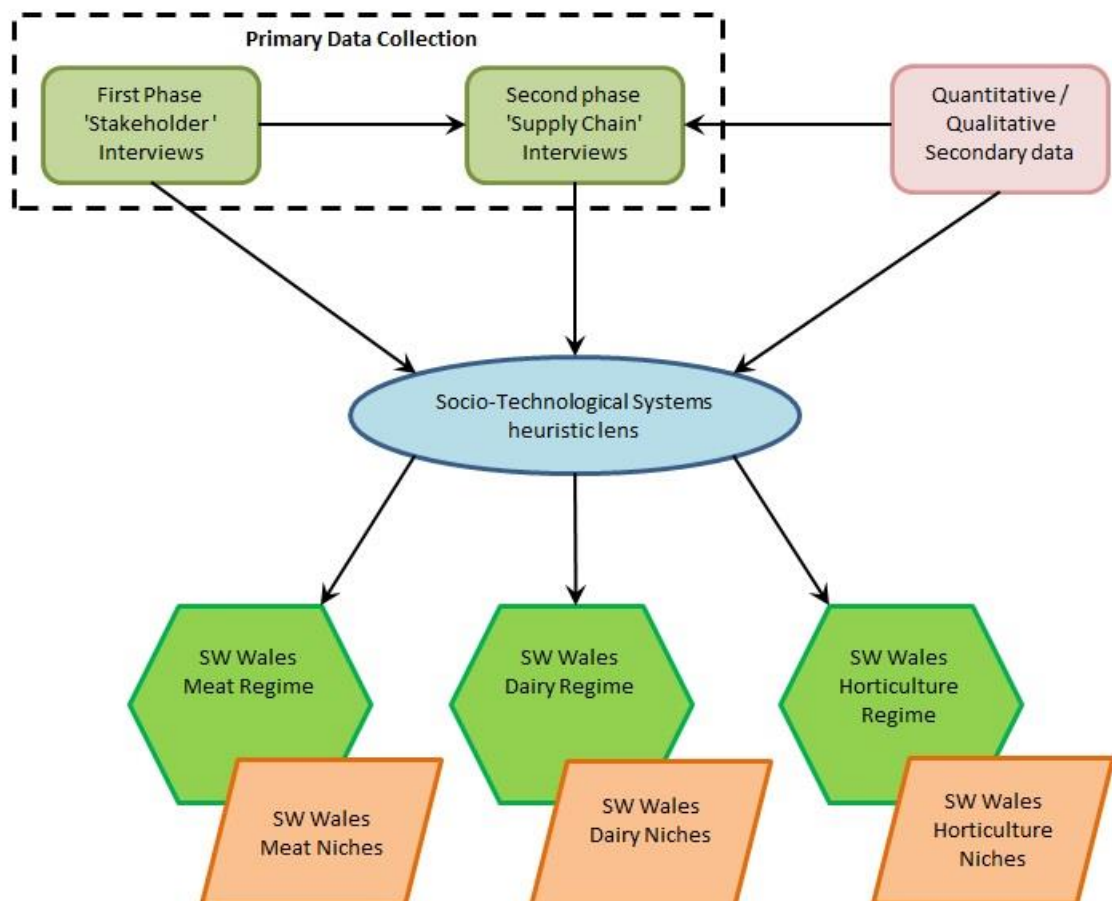 Primary Data Collection
First Phase
'Stakeholder'
Interviews
Second phase
'Supply Chain'
Interviews
Quantitative /
Qualitative
Secondary data
Socio-Technological Systems
heuristic lens
SW Wales
Meat Regime
SW Wales
Dairy Regime
SW Wales
Horticulture
Regime
SW Wales
Meat Niches
SW Wales
Dairy Niches
SW Wales
Horticulture
Niches